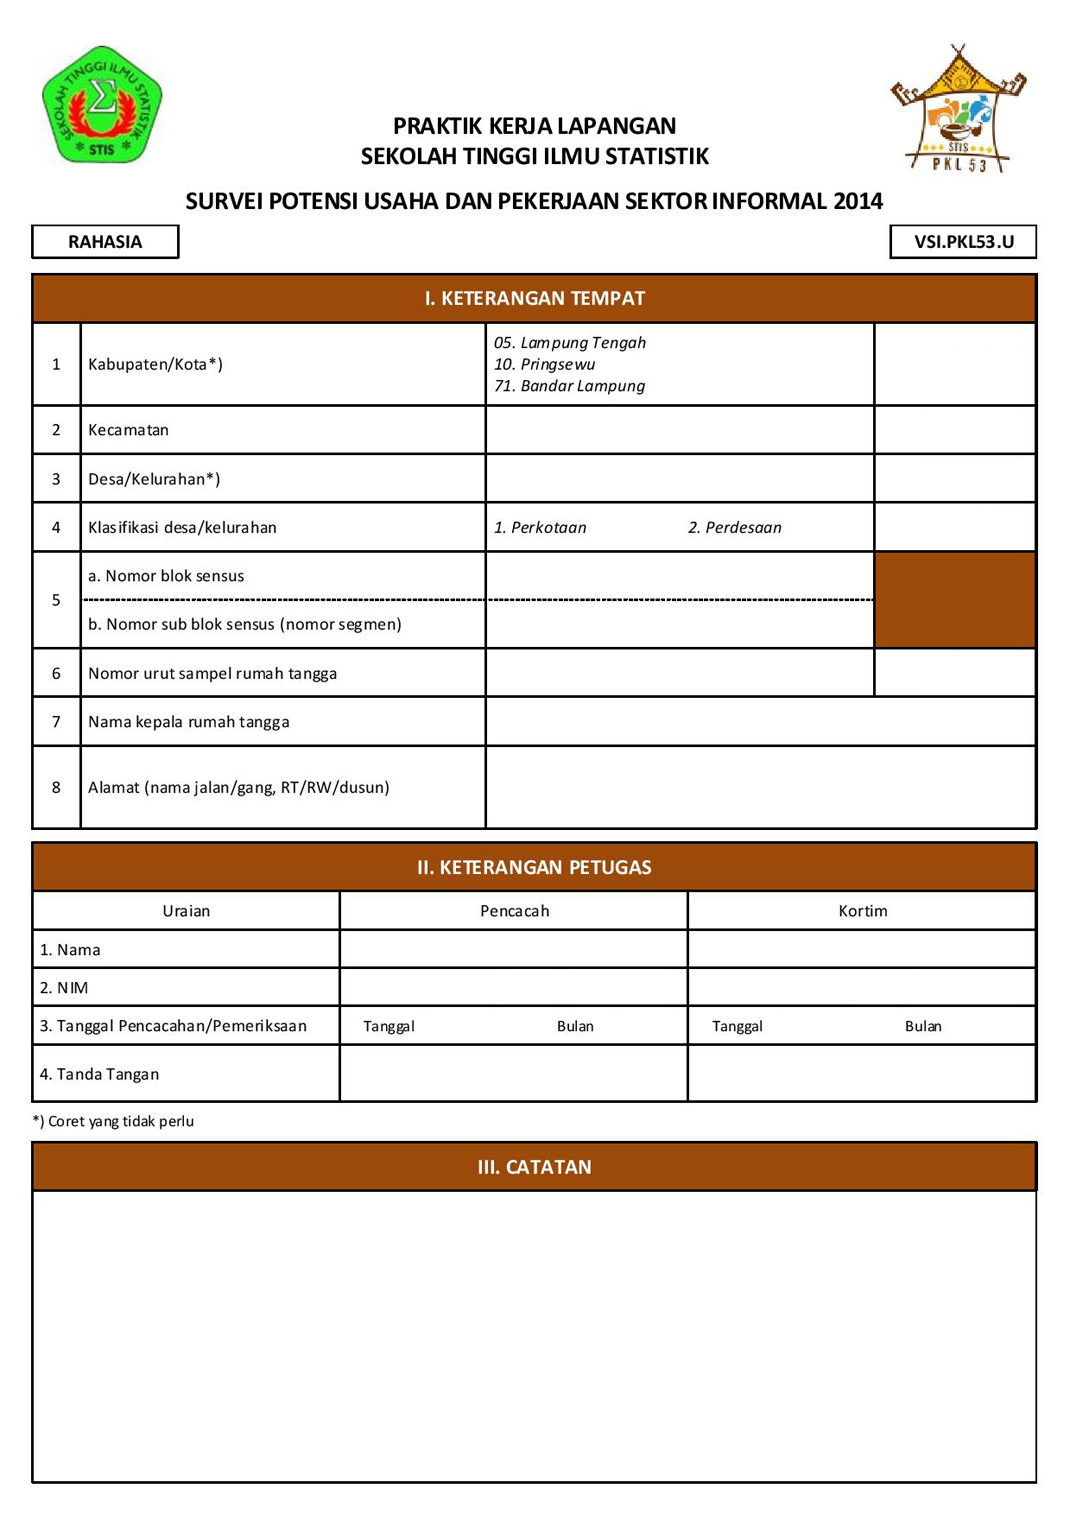 SEKOLAH TINGGI ILMU STATISTIK
* STIS *
STIS
PKL 53
PRAKTIK KERJA LAPANGAN
SEKOLAH TINGGI ILMU STATISTIK
SURVEI POTENSI USAHA DAN PEKERJAAN SEKTOR INFORMAL 2014
RAHASIA
VSI.PKL53.U
I. KETERANGAN TEMPAT
1 Kabupaten/Kota*)
05. Lampung Tengah
10. Pringsewu
71. Bandar Lampung
2 Kecamatan
3 Desa/Kelurahan*)
4 Klasifikasi desa/kelurahan 1. Perkotaan 2. Perdesaan
5
a. Nomor blok sensus
b. Nomor sub blok sensus (nomor segmen)
6 Nomor urut sampel rumah tangga
7 Nama kepala rumah tangga
8 Alamat (nama jalan/gang, RT/RW/dusun)
II. KETERANGAN PETUGAS
Uraian Pencacah Kortim
1. Nama
2. NIM
3. Tanggal Pencacahan/Pemeriksaan Tanggal Bulan Tanggal Bulan
4. Tanda Tangan
*) Coret yang tidak perlu
III. CATATAN